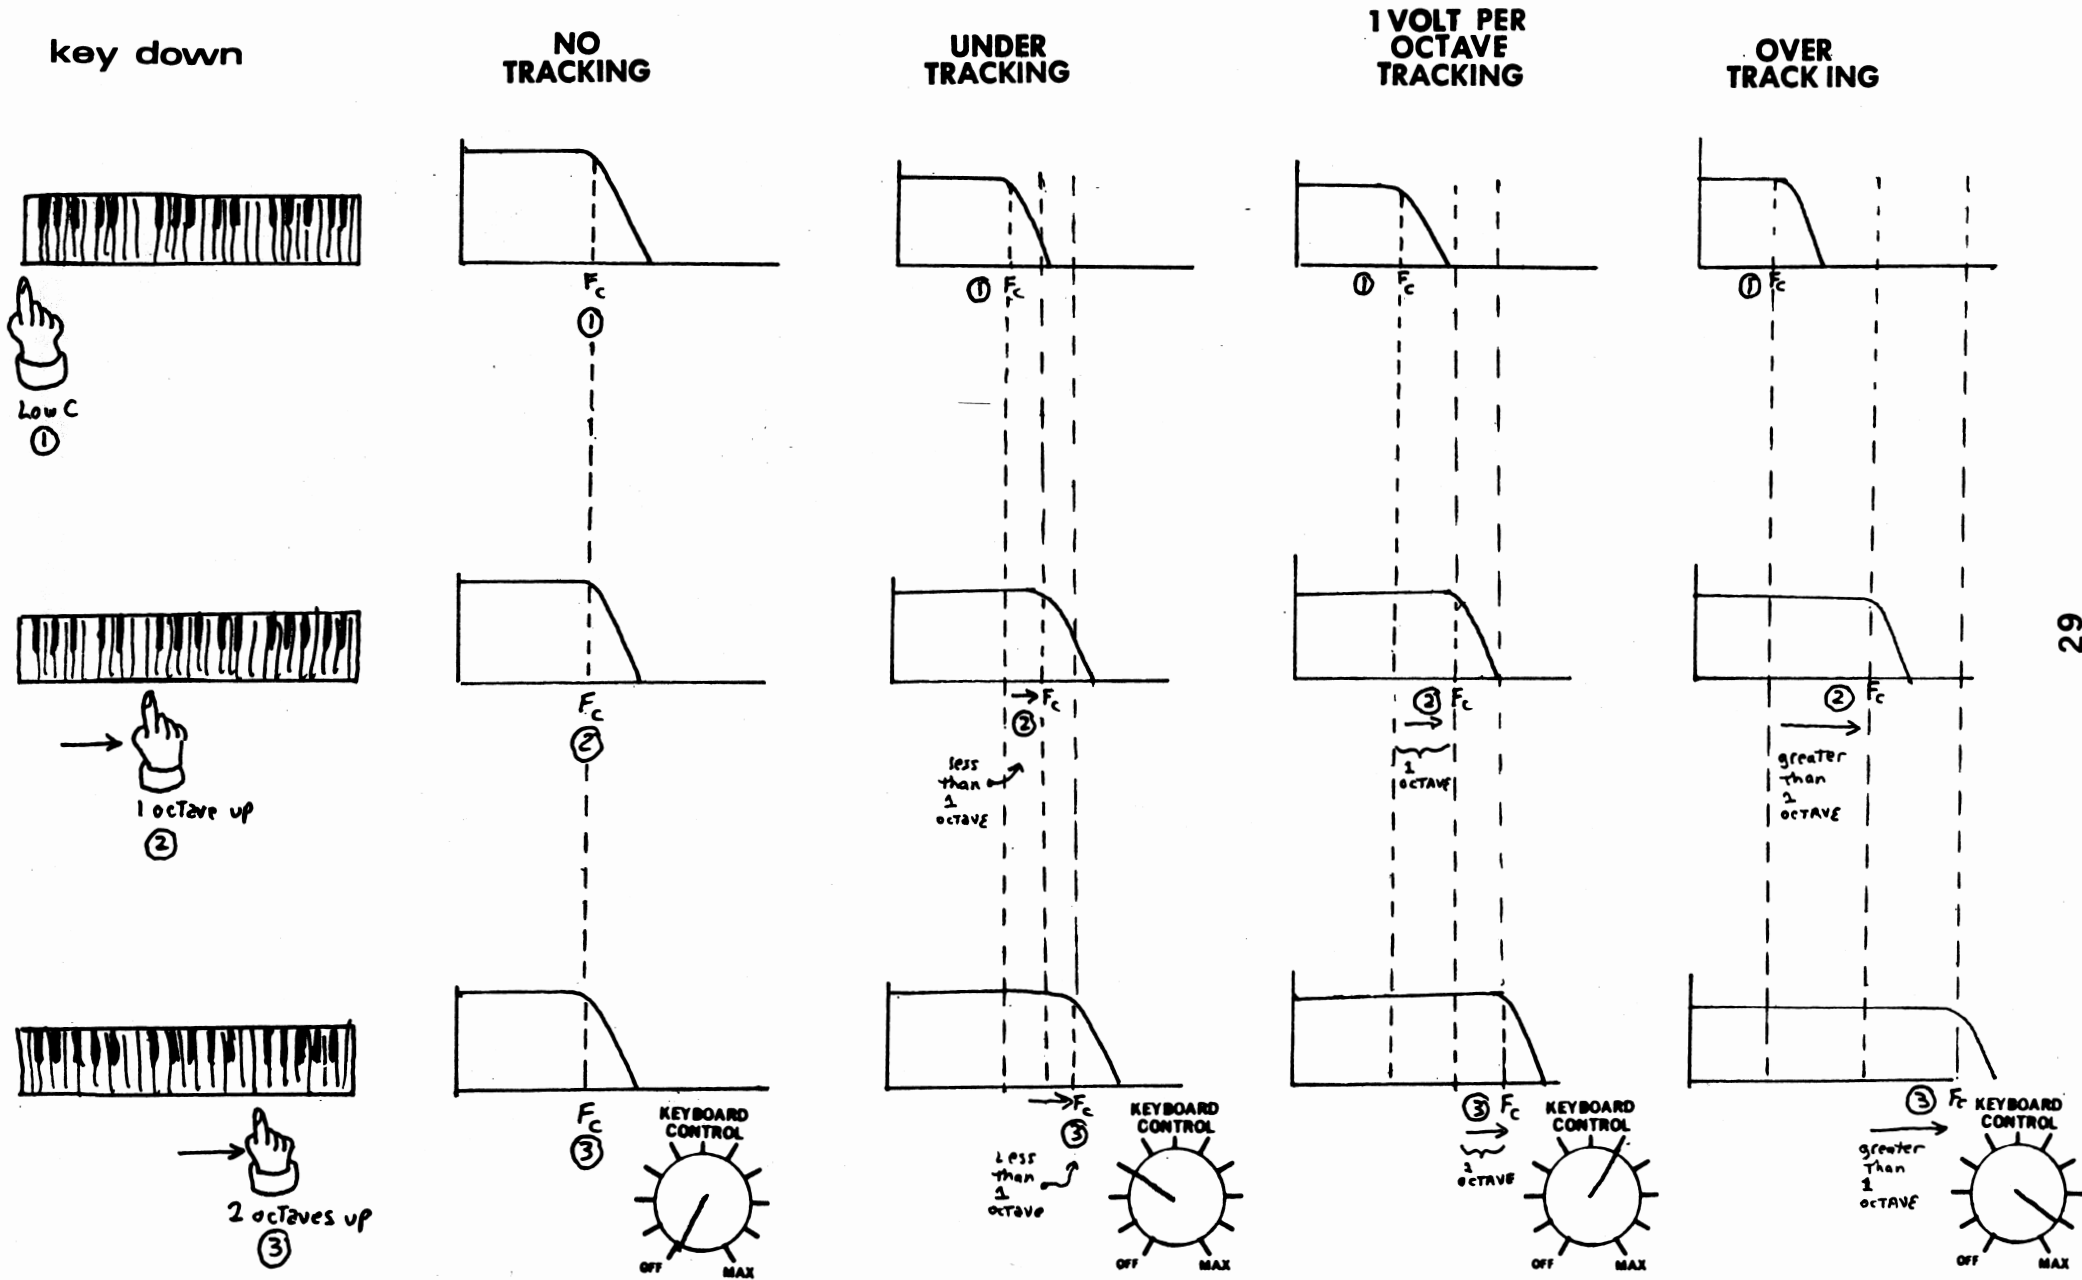 key down
NO
TRACKING
UNDER
TRACKING
1 VOLT PER
OCTAVE
TRACKING
OVER
TRACKING
Low C
①
Fc
①
① Fc
① Fc
① Fc
29
1 octave up
②
Fc
②
→ Fc
②
less
than
1
octave
② Fc
→
1
OCTAVE
② Fc
→
greater
than
1
OCTAVE
2 octaves up
③
Fc
③
KEYBOARD
CONTROL
OFF
MAX
→ Fc
③
Less
than
1
octave
KEYBOARD
CONTROL
OFF
MAX
③ Fc
→
1
OCTAVE
KEYBOARD
CONTROL
OFF
MAX
③ Fc
→
greater
Than
1
OCTAVE
KEYBOARD
CONTROL
OFF
MAX